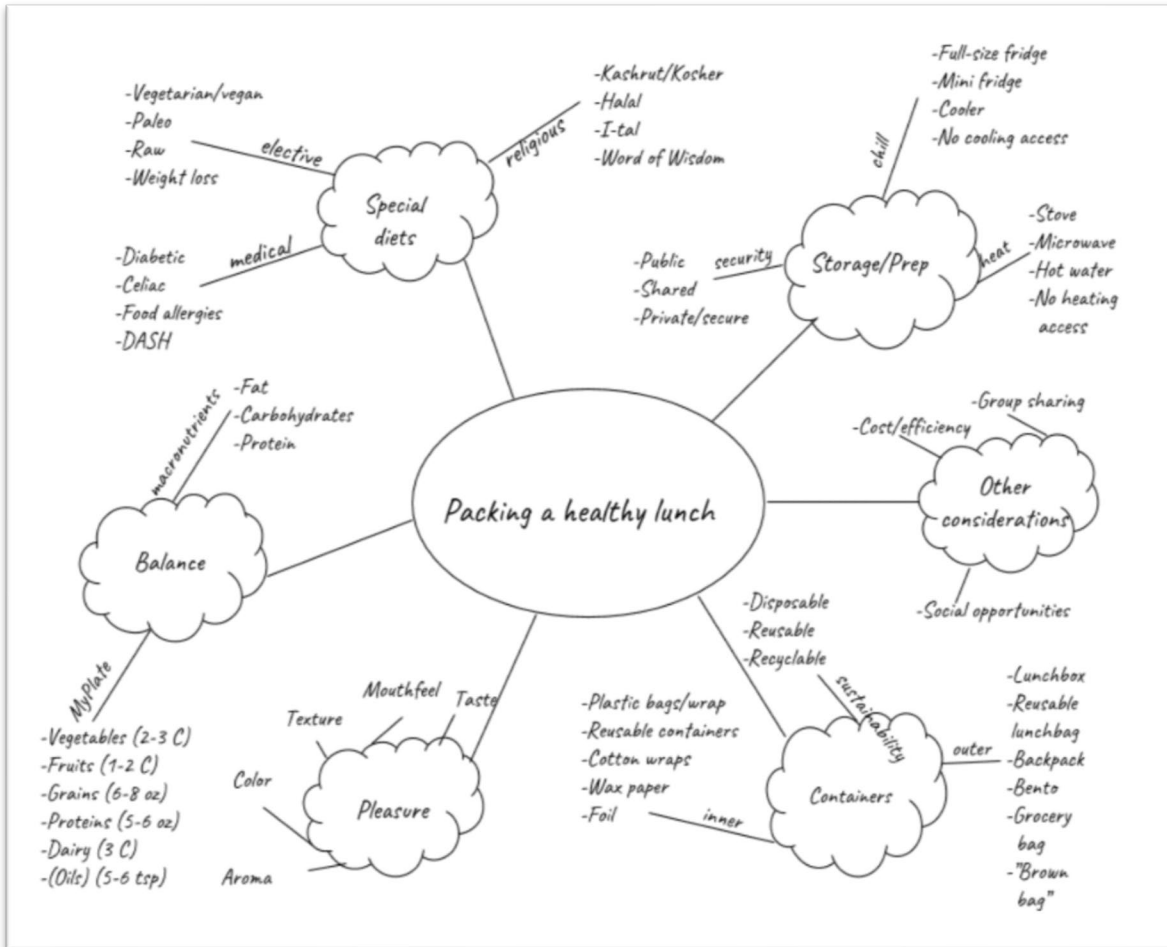 -Vegetarian/vegan
-Paleo
-Raw
-Weight loss
elective
-Kashrut/Kosher
-Halal
-I-tal
-Word of Wisdom
religious
Special
diets
medical
-Diabetic
-Celiac
-Food allergies
-DASH
-Full-size fridge
-Mini fridge
-Cooler
-No cooling access
chill
Storage/Prep
security
-Public
-Shared
-Private/secure
heat
-Stove
-Microwave
-Hot water
-No heating
access
macronutrients
-Fat
-Carbohydrates
-Protein
Balance
MyPlate
-Vegetables (2-3 C)
-Fruits (1-2 C)
-Grains (6-8 oz)
-Proteins (5-6 oz)
-Dairy (3 C)
-(Oils) (5-6 tsp)
Packing a healthy lunch
-Group sharing
-Cost/efficiency
Other
considerations
-Social opportunities
Mouthfeel
Taste
Texture
Color
Aroma
Pleasure
-Disposable
-Reusable
-Recyclable
sustainability
-Plastic bags/wrap
-Reusable containers
-Cotton wraps
-Wax paper
-Foil
inner
Containers
outer
-Lunchbox
-Reusable
lunchbag
-Backpack
-Bento
-Grocery
bag
-"Brown
bag"